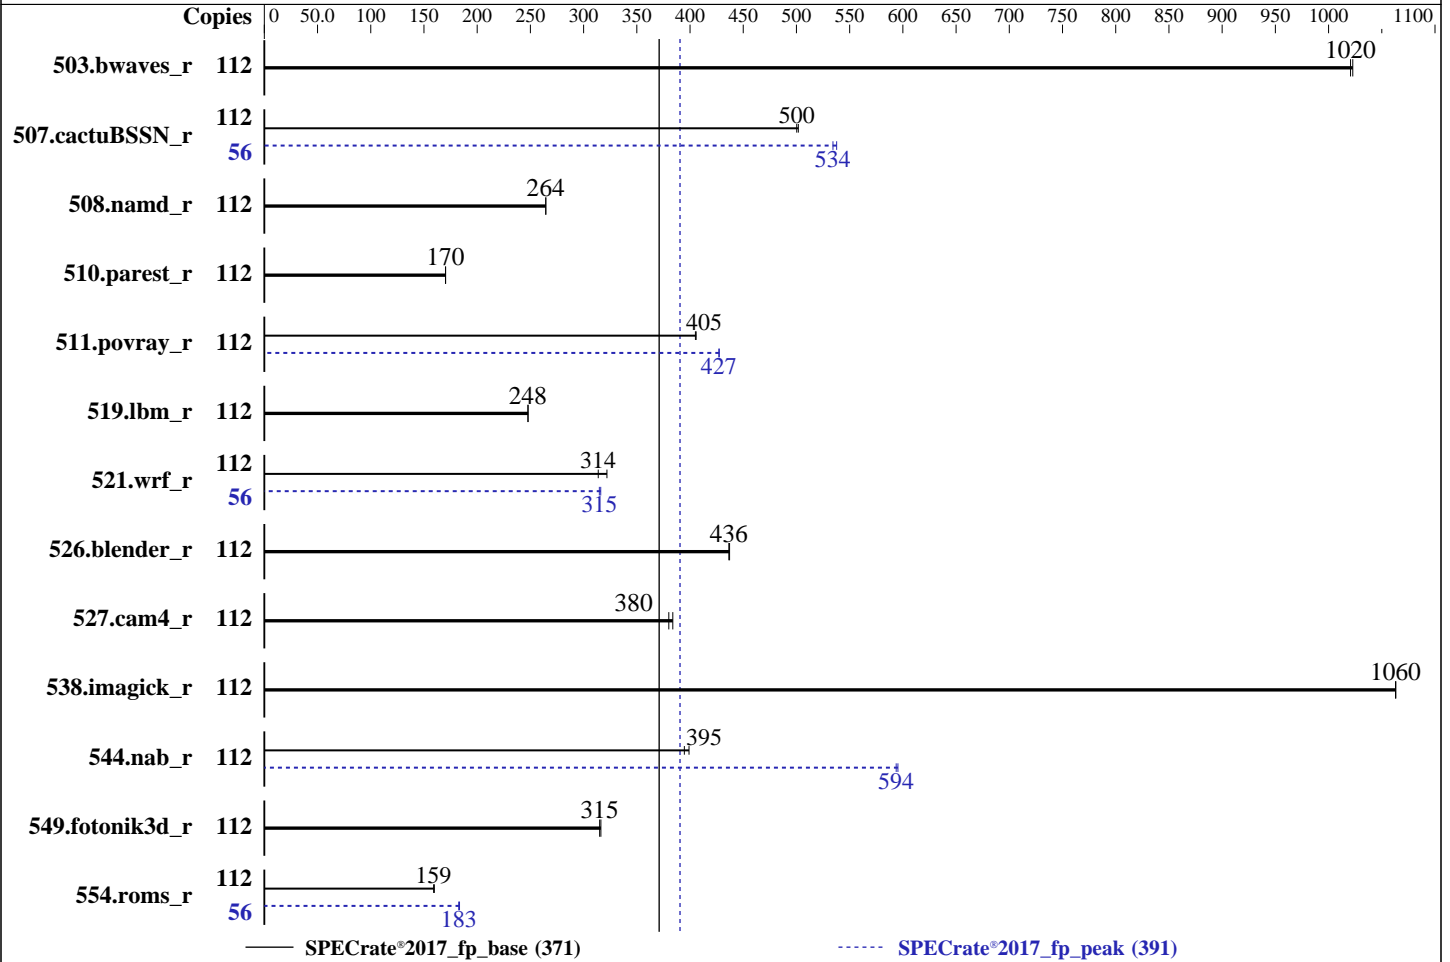 Copies 0 50.0 100 150 200 250 300 350 400 450 500 550 600 650 700 750 800 850 900 950 1000 1100
503.bwaves_r 112 1020
507.cactuBSSN_r 112 500
56 534
508.namd_r 112 264
510.parest_r 112 170
511.povray_r 112 405
427
519.lbm_r 112 248
521.wrf_r 112 314
56 315
526.blender_r 112 436
527.cam4_r 112 380
538.imagick_r 112 1060
544.nab_r 112 395
594
549.fotonik3d_r 112 315
554.roms_r 112 159
56 183
SPECrate®2017_fp_base (371) SPECrate®2017_fp_peak (391)